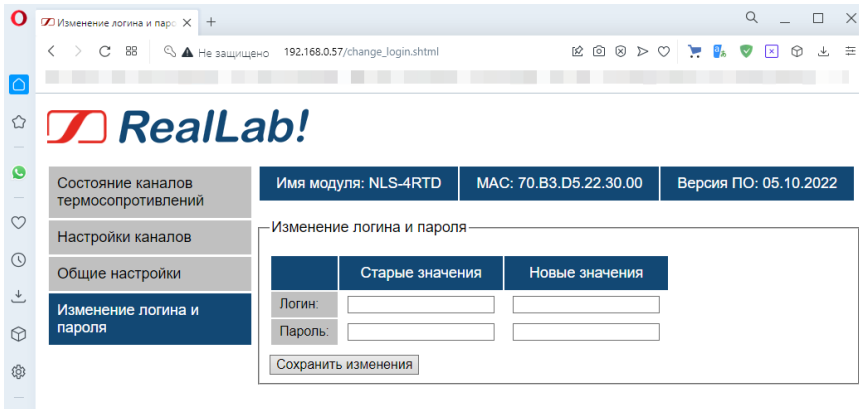 Изменение логина и паро
Не защищено 192.168.0.57/change_login.shtml
RealLab!
Состояние каналов
термосопротивлений
Настройки каналов
Общие настройки
Изменение логина и
пароля
Имя модуля: NLS-4RTD MAC: 70.B3.D5.22.30.00 Версия ПО: 05.10.2022
Изменение логина и пароля
Старые значения Новые значения
Логин:
Пароль:
Сохранить изменения